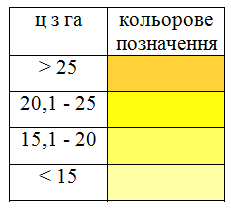 ц з га
кольорове
позначення
> 25
20,1 - 25
15,1 - 20
< 15